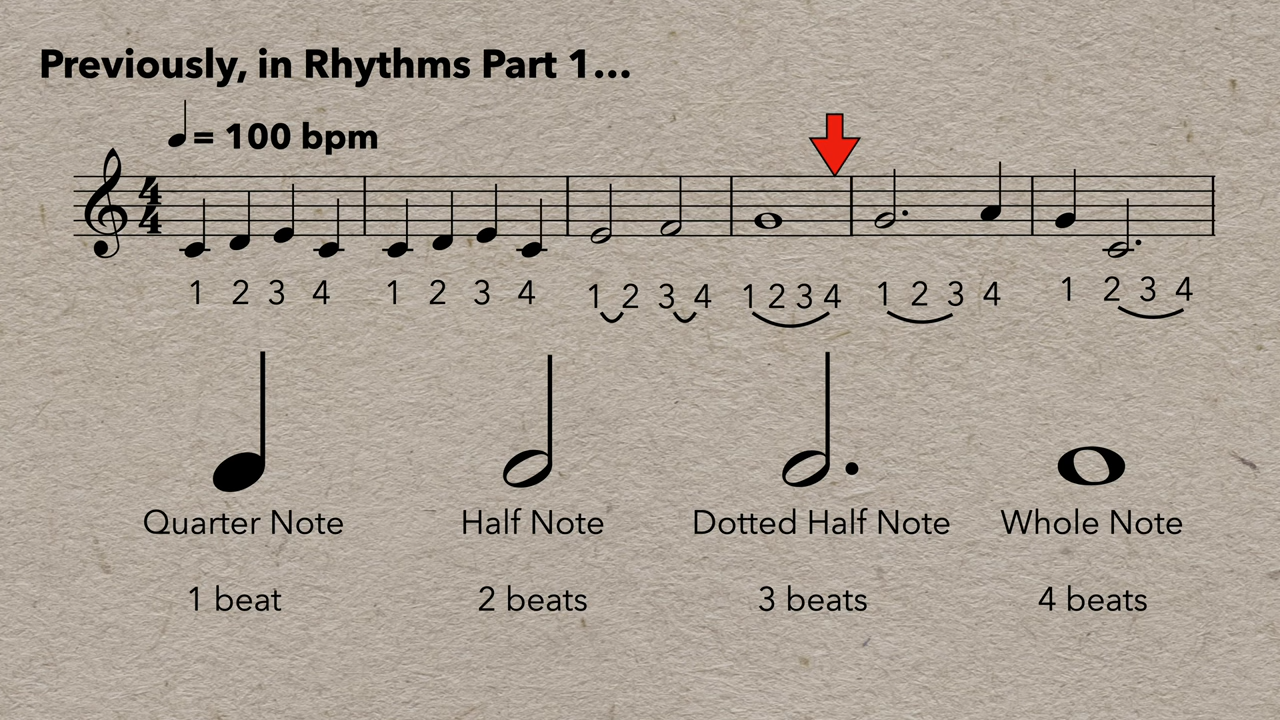 Previously, in Rhythms Part 1...
= 100 bpm
4
4
1 2 3 4 1 2 3 4 1 2 3 4 1 2 3 4 1 2 3 4 1 2 3 4
Quarter Note Half Note Dotted Half Note Whole Note
1 beat 2 beats 3 beats 4 beats